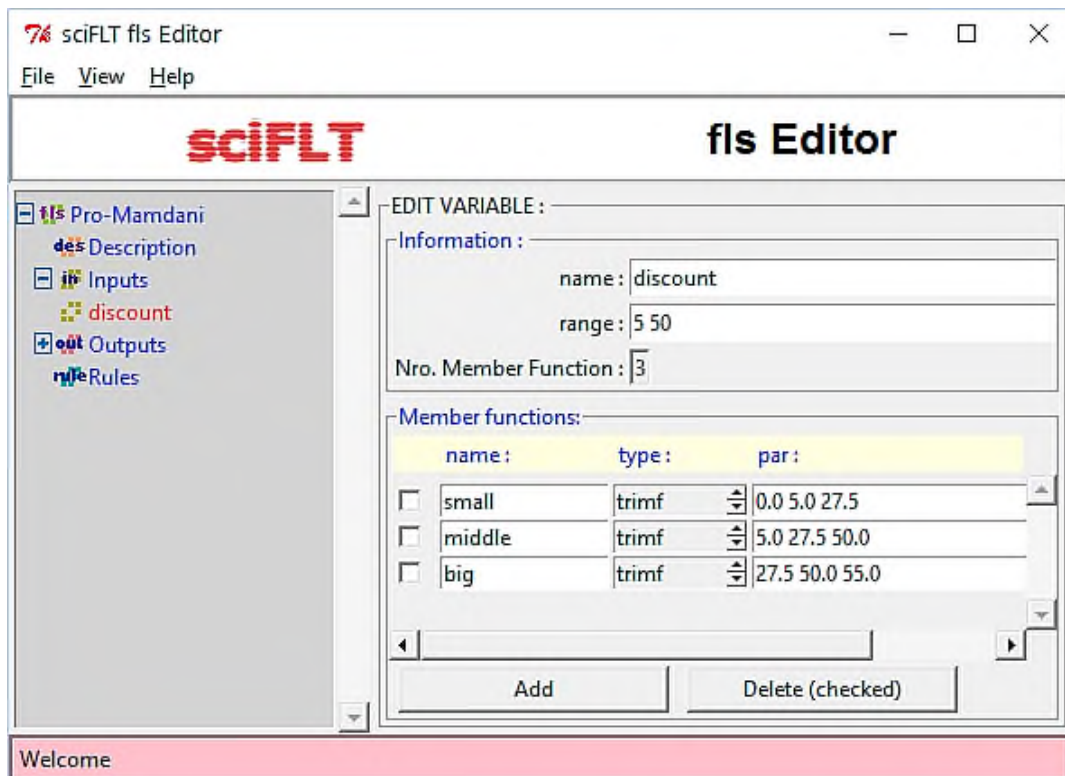 sciFLT fls Editor
File View Help
sciFLT fls Editor
fls Pro-Mamdani
des Description
in Inputs
discount
out Outputs
rule Rules
EDIT VARIABLE :
Information :
name : discount
range : 5 50
Nro. Member Function : 3
Member functions:
name : type : par :
small trimf 0.0 5.0 27.5
middle trimf 5.0 27.5 50.0
big trimf 27.5 50.0 55.0
Add Delete (checked)
Welcome